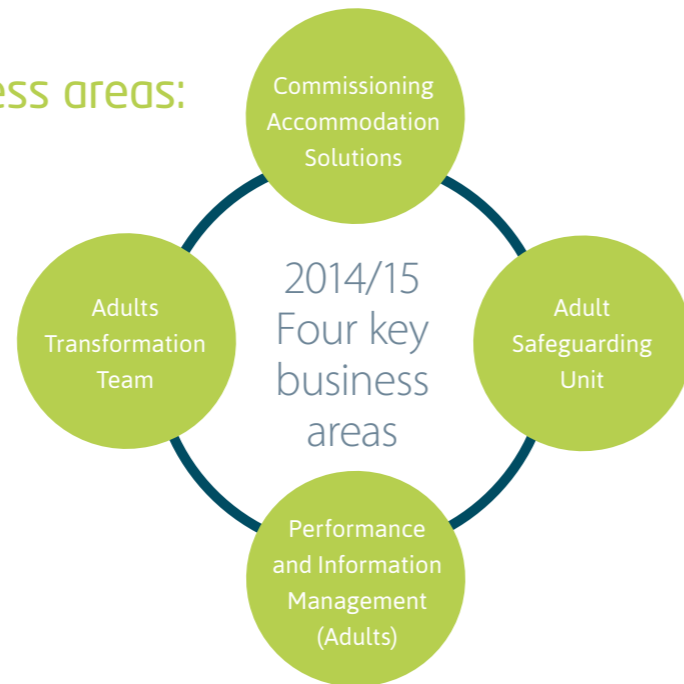 ess areas:
Commissioning
Accommodation
Solutions
Adults
Transformation
Team
2014/15
Four key
business
areas
Adult
Safeguarding
Unit
Performance
and Information
Management
(Adults)